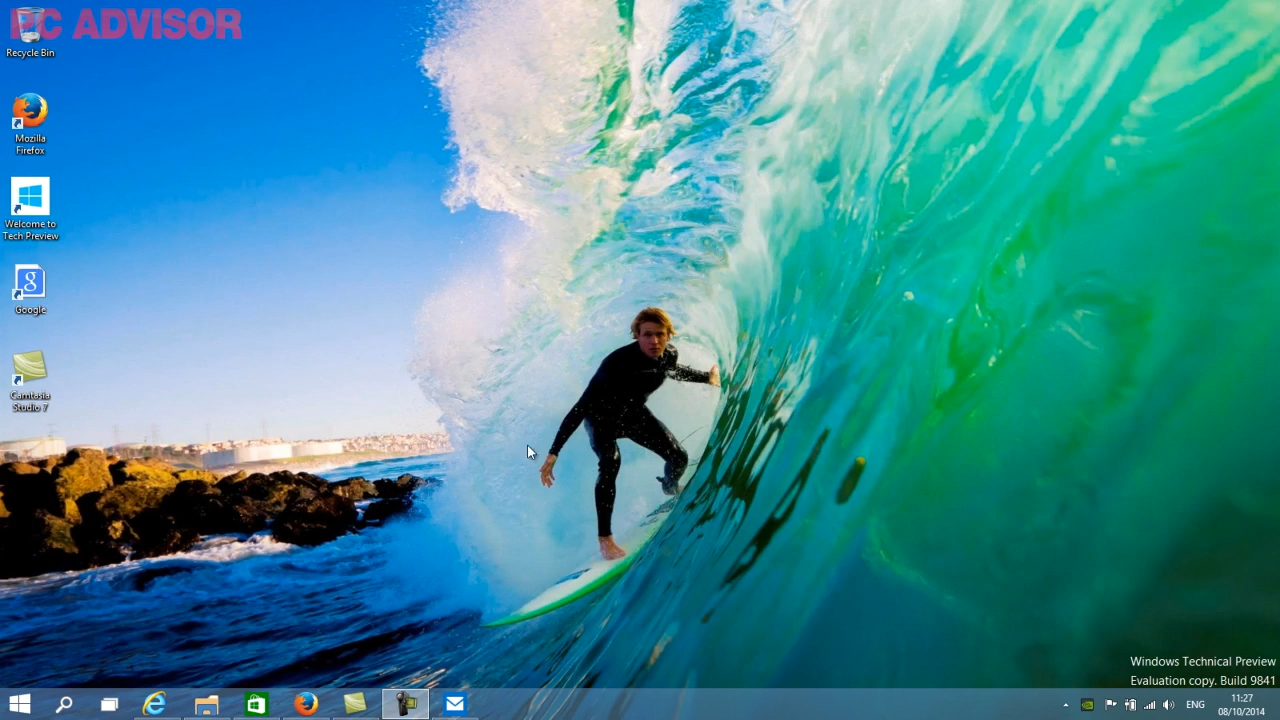 PC ADVISOR
Recycle Bin
Mozilla
Firefox
Welcome to
Tech Preview
g
Google
Camtasia
Studio 7
Windows Technical Preview
Evaluation copy. Build 9841
ENG
11:27
08/10/2014